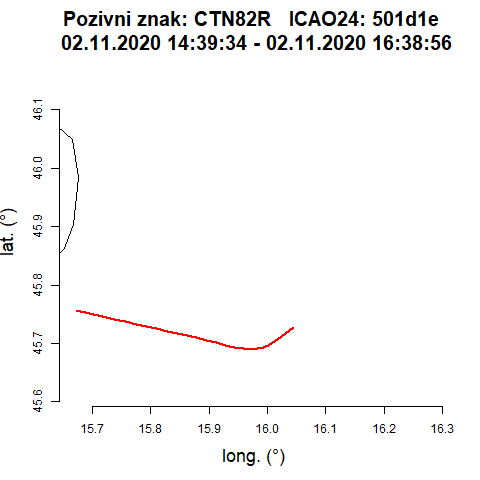 Pozivni znak: CTN82R   ICAO24: 501d1e
02.11.2020 14:39:34 - 02.11.2020 16:38:56
46.1
46.0
45.9
45.8
45.7
45.6
lat. (°)
15.7 15.8 15.9 16.0 16.1 16.2 16.3
long. (°)